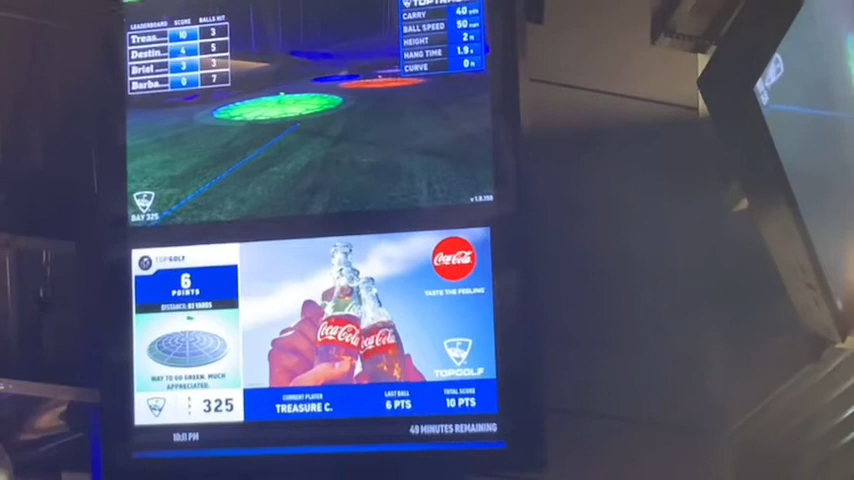 LEADERBOARD SCORE BALLS HIT
Treas... 10 3
Destin... 4 5
Briel... 3 3
Barba... 0 7
TOPTRACER
CARRY 40 yds
BALL SPEED 50 mph
HEIGHT 2 ft
HANG TIME 1.9 s
CURVE 0 ft
BAY 325
TOPGOLF
6
POINTS
DISTANCE: 82 YARDS
WAY TO GO GREEN. MUCH
APPRECIATED.
325
Coca-Cola
Coca-Cola
Coca-Cola
TASTE THE FEELING
TOPGOLF
CURRENT PLAYER
TREASURE C.
LAST BALL
6 PTS
TOTAL SCORE
10 PTS
10:11 PM
49 MINUTES REMAINING